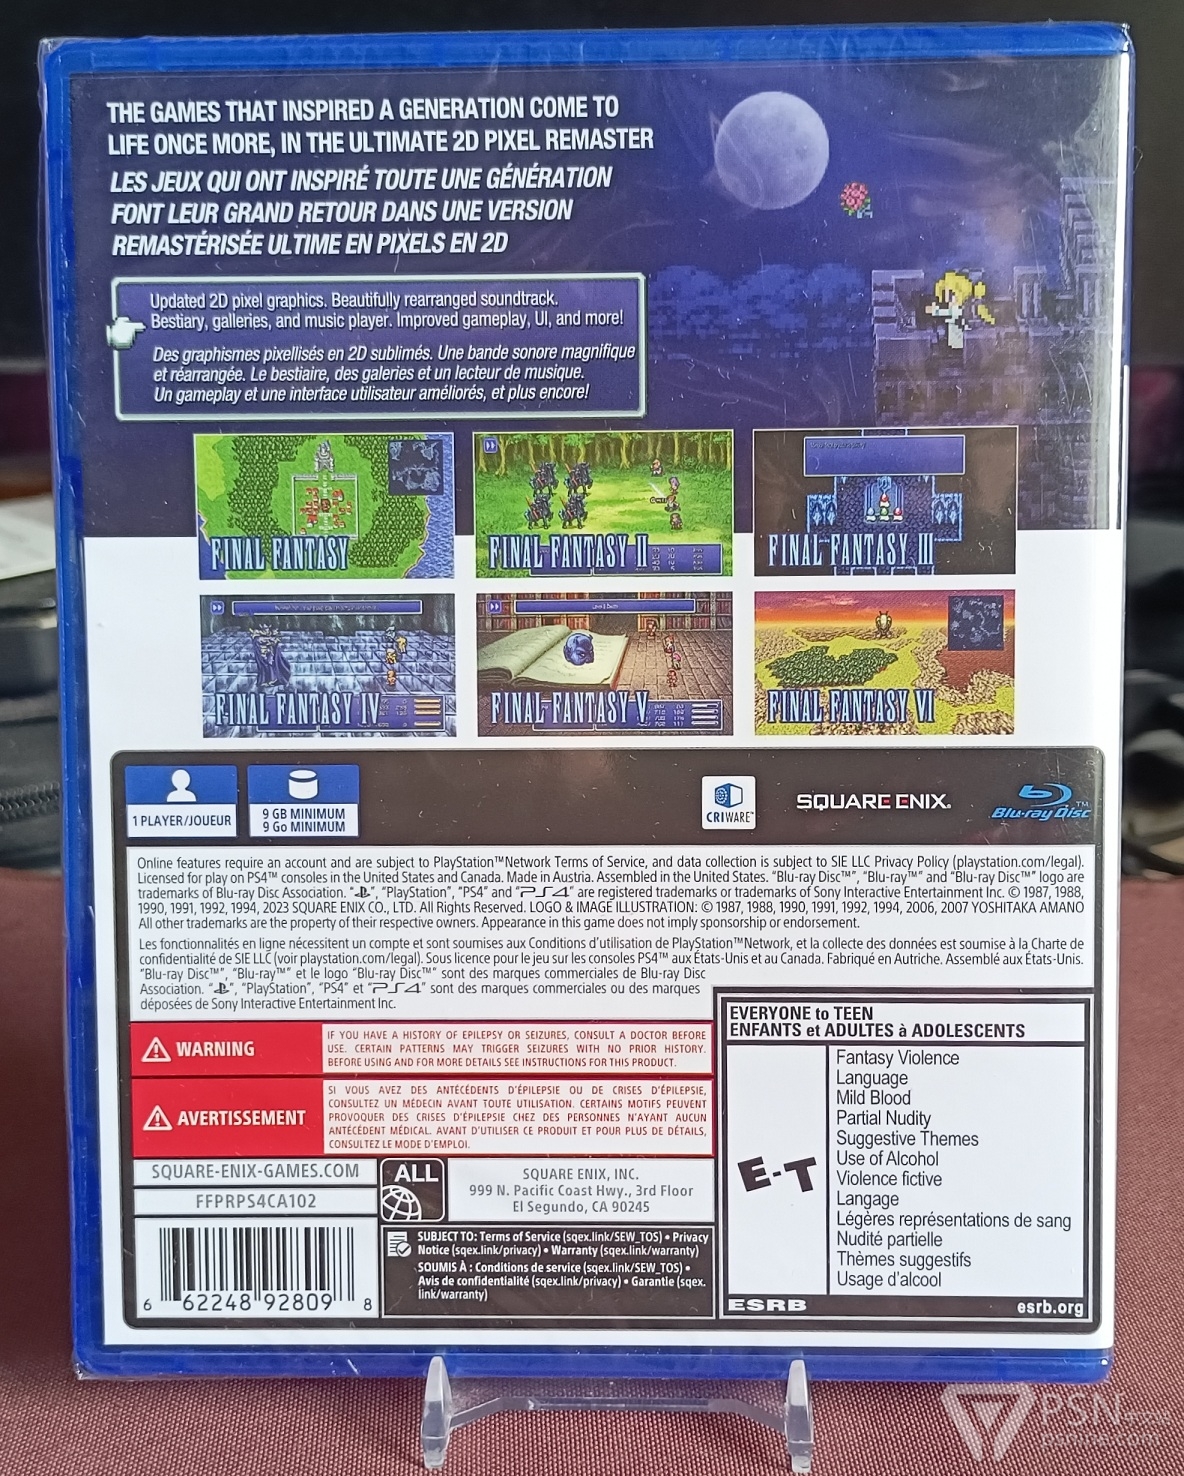 THE GAMES THAT INSPIRED A GENERATION COME TO
LIFE ONCE MORE, IN THE ULTIMATE 2D PIXEL REMASTER
LES JEUX QUI ONT INSPIRÉ TOUTE UNE GÉNÉRATION
FONT LEUR GRAND RETOUR DANS UNE VERSION
REMASTÉRISÉE ULTIME EN PIXELS EN 2D
Updated 2D pixel graphics. Beautifully rearranged soundtrack.
Bestiary, galleries, and music player. Improved gameplay, UI, and more!
Des graphismes pixellisés en 2D sublimés. Une bande sonore magnifique
et réarrangée. Le bestiaire, des galeries et un lecteur de musique.
Un gameplay et une interface utilisateur améliorés, et plus encore!
FINAL FANTASY
FINAL FANTASY II
FINAL FANTASY III
FINAL FANTASY IV
Level 5 Death
FINAL FANTASY V
FINAL FANTASY VI
1 PLAYER/JOUEUR
9 GB MINIMUM
9 Go MINIMUM
CRIWARE™
SQUARE ENIX.
Blu-ray Disc™
Online features require an account and are subject to PlayStation™Network Terms of Service, and data collection is subject to SIE LLC Privacy Policy (playstation.com/legal).
Licensed for play on PS4™ consoles in the United States and Canada. Made in Austria. Assembled in the United States. "Blu-ray Disc™", "Blu-ray™" and "Blu-ray Disc™" logo are
trademarks of Blu-ray Disc Association. "PS", "PlayStation", "PS4" and "PS4" are registered trademarks or trademarks of Sony Interactive Entertainment Inc. © 1987, 1988,
1990, 1991, 1992, 1994, 2023 SQUARE ENIX CO., LTD. All Rights Reserved. LOGO & IMAGE ILLUSTRATION: © 1987, 1988, 1990, 1991, 1992, 1994, 2006, 2007 YOSHITAKA AMANO
All other trademarks are the property of their respective owners. Appearance in this game does not imply sponsorship or endorsement.
Les fonctionnalités en ligne nécessitent un compte et sont soumises aux Conditions d'utilisation de PlayStation™Network, et la collecte des données est soumise à la Charte de
confidentialité de SIE LLC (voir playstation.com/legal). Sous licence pour le jeu sur les consoles PS4™ aux États-Unis et au Canada. Fabriqué en Autriche. Assemblé aux États-Unis.
"Blu-ray Disc™", "Blu-ray™" et le logo "Blu-ray Disc™" sont des marques commerciales de Blu-ray Disc
Association. "PS", "PlayStation", "PS4" et "PS4" sont des marques commerciales ou des marques
déposées de Sony Interactive Entertainment Inc.
WARNING
IF YOU HAVE A HISTORY OF EPILEPSY OR SEIZURES, CONSULT A DOCTOR BEFORE
USE. CERTAIN PATTERNS MAY TRIGGER SEIZURES WITH NO PRIOR HISTORY.
BEFORE USING AND FOR MORE DETAILS SEE INSTRUCTIONS FOR THIS PRODUCT.
AVERTISSEMENT
SI VOUS AVEZ DES ANTÉCÉDENTS D'ÉPILEPSIE OU DE CRISES D'ÉPILEPSIE,
CONSULTEZ UN MÉDECIN AVANT TOUTE UTILISATION. CERTAINS MOTIFS PEUVENT
PROVOQUER DES CRISES D'ÉPILEPSIE CHEZ DES PERSONNES N'AYANT AUCUN
ANTÉCÉDENT MÉDICAL. AVANT D'UTILISER CE PRODUIT ET POUR PLUS DE DÉTAILS,
CONSULTEZ LE MODE D'EMPLOI.
EVERYONE to TEEN
ENFANTS et ADULTES à ADOLESCENTS
E-T
Fantasy Violence
Language
Mild Blood
Partial Nudity
Suggestive Themes
Use of Alcohol
Violence fictive
Langage
Légères représentations de sang
Nudité partielle
Thèmes suggestifs
Usage d'alcool
ESRB
esrb.org
SQUARE-ENIX-GAMES.COM
FFPRPS4CA102
ALL
SQUARE ENIX, INC.
999 N. Pacific Coast Hwy., 3rd Floor
El Segundo, CA 90245
SUBJECT TO: Terms of Service (sqex.link/SEW_TOS) • Privacy
Notice (sqex.link/privacy) • Warranty (sqex.link/warranty)
SOUMIS À : Conditions de service (sqex.link/SEW_TOS) •
Avis de confidentialité (sqex.link/privacy) • Garantie (sqex.
link/warranty)
6 62248 92809 8
PSN